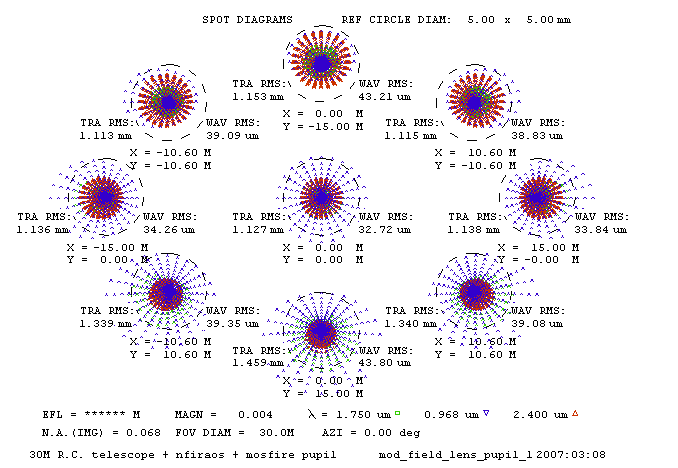 SPOT DIAGRAMS REF CIRCLE DIAM: 5.00 x 5.00 mm
TRA RMS: WAV RMS:
1.153 mm 43.21 um
X = 0.00 M
Y = -15.00 M
TRA RMS: WAV RMS:
1.113 mm 39.09 um
X = -10.60 M
Y = -10.60 M
TRA RMS: WAV RMS:
1.115 mm 38.83 um
X = 10.60 M
Y = -10.60 M
TRA RMS: WAV RMS:
1.136 mm 34.26 um
X = -15.00 M
Y = 0.00 M
TRA RMS: WAV RMS:
1.127 mm 32.72 um
X = 0.00 M
Y = 0.00 M
TRA RMS: WAV RMS:
1.138 mm 33.84 um
X = 15.00 M
Y = -0.00 M
TRA RMS: WAV RMS:
1.339 mm 39.35 um
X = -10.60 M
Y = 10.60 M
TRA RMS: WAV RMS:
1.459 mm 43.80 um
X = 0.00 M
Y = 15.00 M
TRA RMS: WAV RMS:
1.340 mm 39.08 um
X = 10.60 M
Y = 10.60 M
EFL = ****** M MAGN = 0.004 λ = 1.750 um 0.968 um 2.400 um
N.A.(IMG) = 0.068 FOV DIAM = 30.0M AZI = 0.00 deg
30M R.C. telescope + nfiraos + mosfire pupil mod_field_lens_pupil_1 2007:03:08